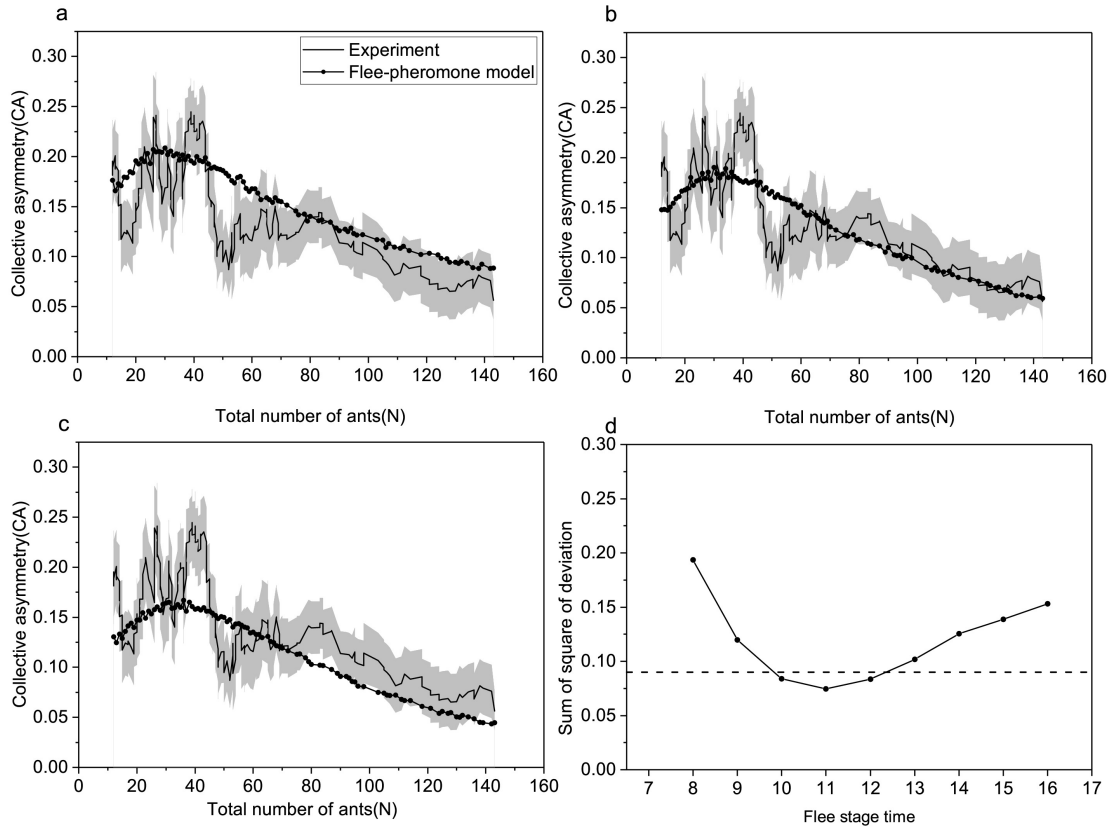 a
0.30
0.25
0.20
0.15
0.10
0.05
0.00
Collective asymmetry(CA)
Experiment
Flee-pheromone model
0 20 40 60 80 100 120 140 160
Total number of ants(N)
b
0.30
0.25
0.20
0.15
0.10
0.05
0.00
Collective asymmetry(CA)
0 20 40 60 80 100 120 140 160
Total number of ants(N)
c
0.30
0.25
0.20
0.15
0.10
0.05
0.00
Collective asymmetry(CA)
0 20 40 60 80 100 120 140 160
Total number of ants(N)
d
0.30
0.25
0.20
0.15
0.10
0.05
0.00
Sum of square of deviation
7 8 9 10 11 12 13 14 15 16 17
Flee stage time